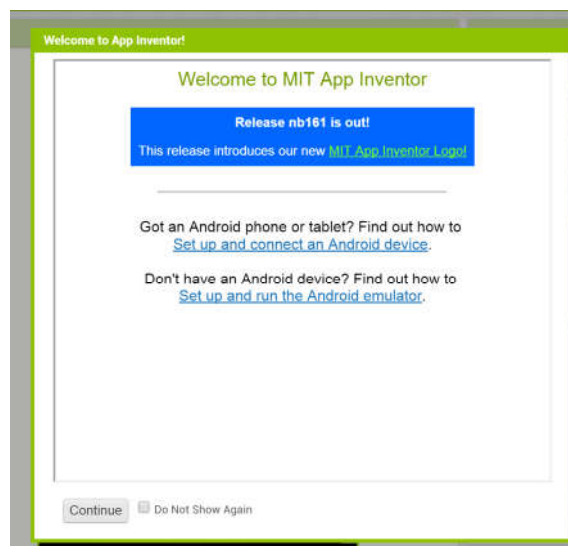 Welcome to App Inventor!
Welcome to MIT App Inventor
Release nb161 is out!
This release introduces our new MIT App Inventor Logo!
Got an Android phone or tablet? Find out how to
Set up and connect an Android device.
Don't have an Android device? Find out how to
Set up and run the Android emulator.
Continue
Do Not Show Again